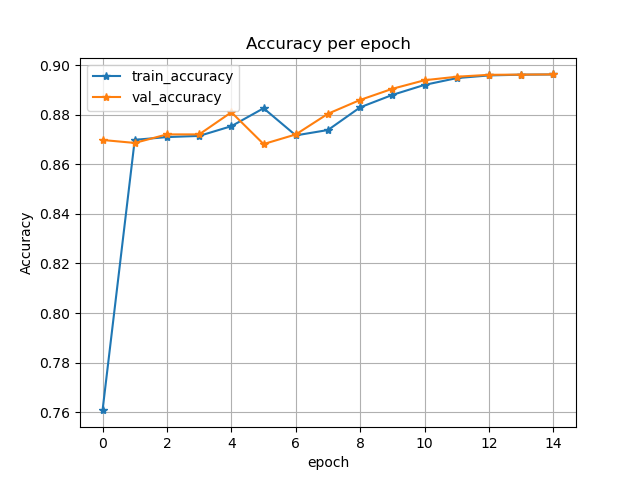 Accuracy per epoch
train_accuracy
val_accuracy
Accuracy
0.90
0.88
0.86
0.84
0.82
0.80
0.78
0.76
0 2 4 6 8 10 12 14
epoch